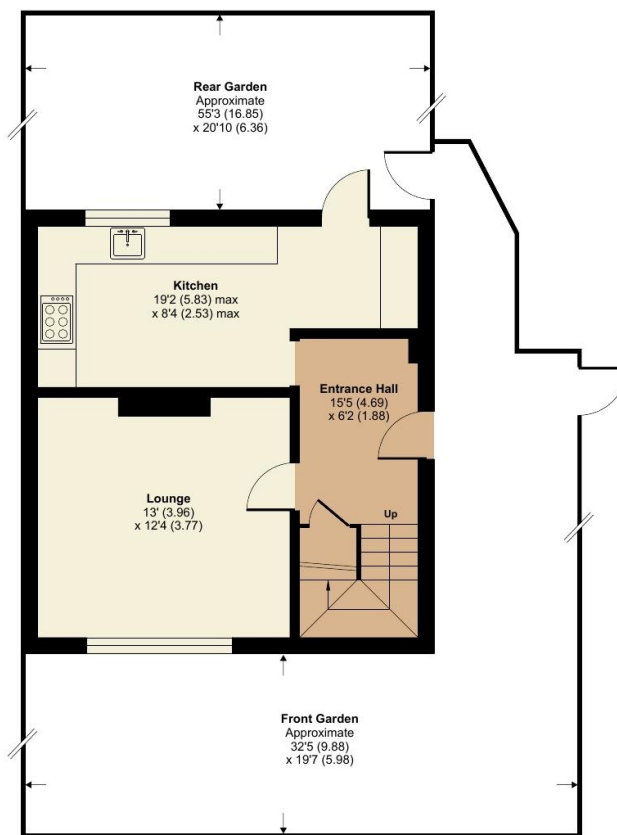 Rear Garden
Approximate
55'3 (16.85)
x 20'10 (6.36)
Kitchen
19'2 (5.83) max
x 8'4 (2.53) max
Entrance Hall
15'5 (4.69)
x 6'2 (1.88)
Lounge
13' (3.96)
x 12'4 (3.77)
Up
Front Garden
Approximate
32'5 (9.88)
x 19'7 (5.98)